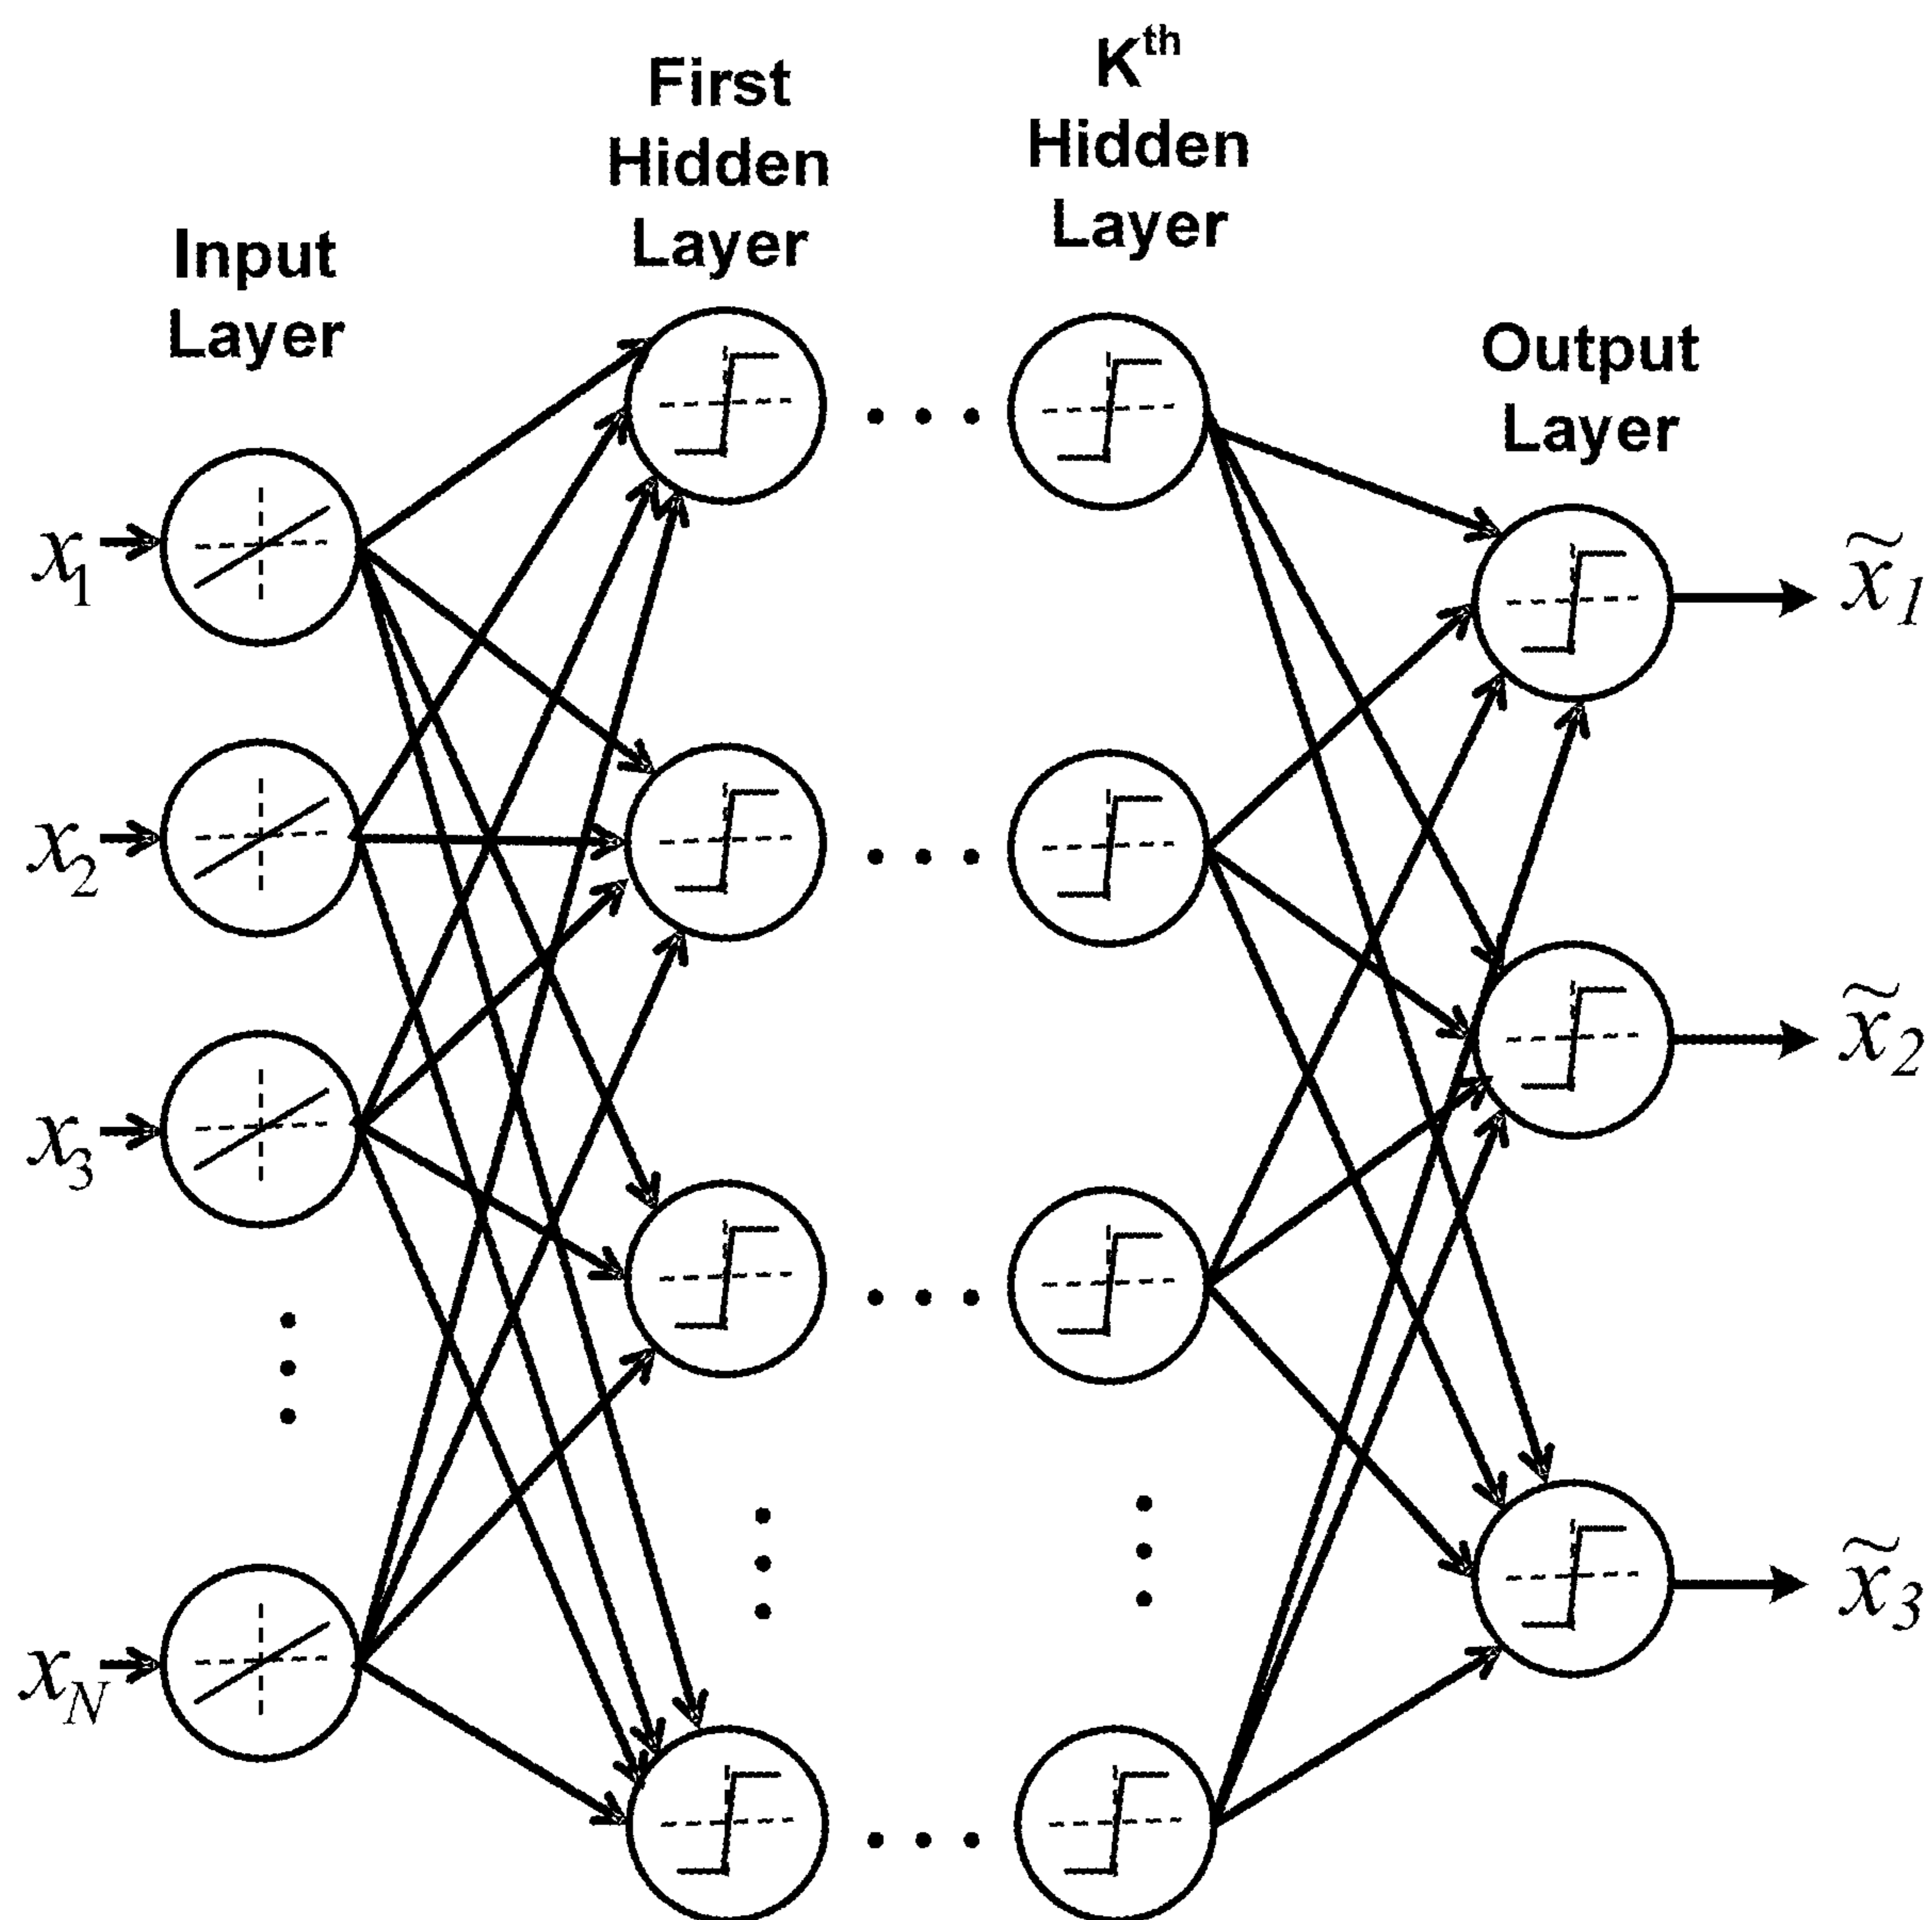 Input
Layer
First
Hidden
Layer
Kth
Hidden
Layer
Output
Layer
x1
x2
x3
xN
x̃1
x̃2
x̃3